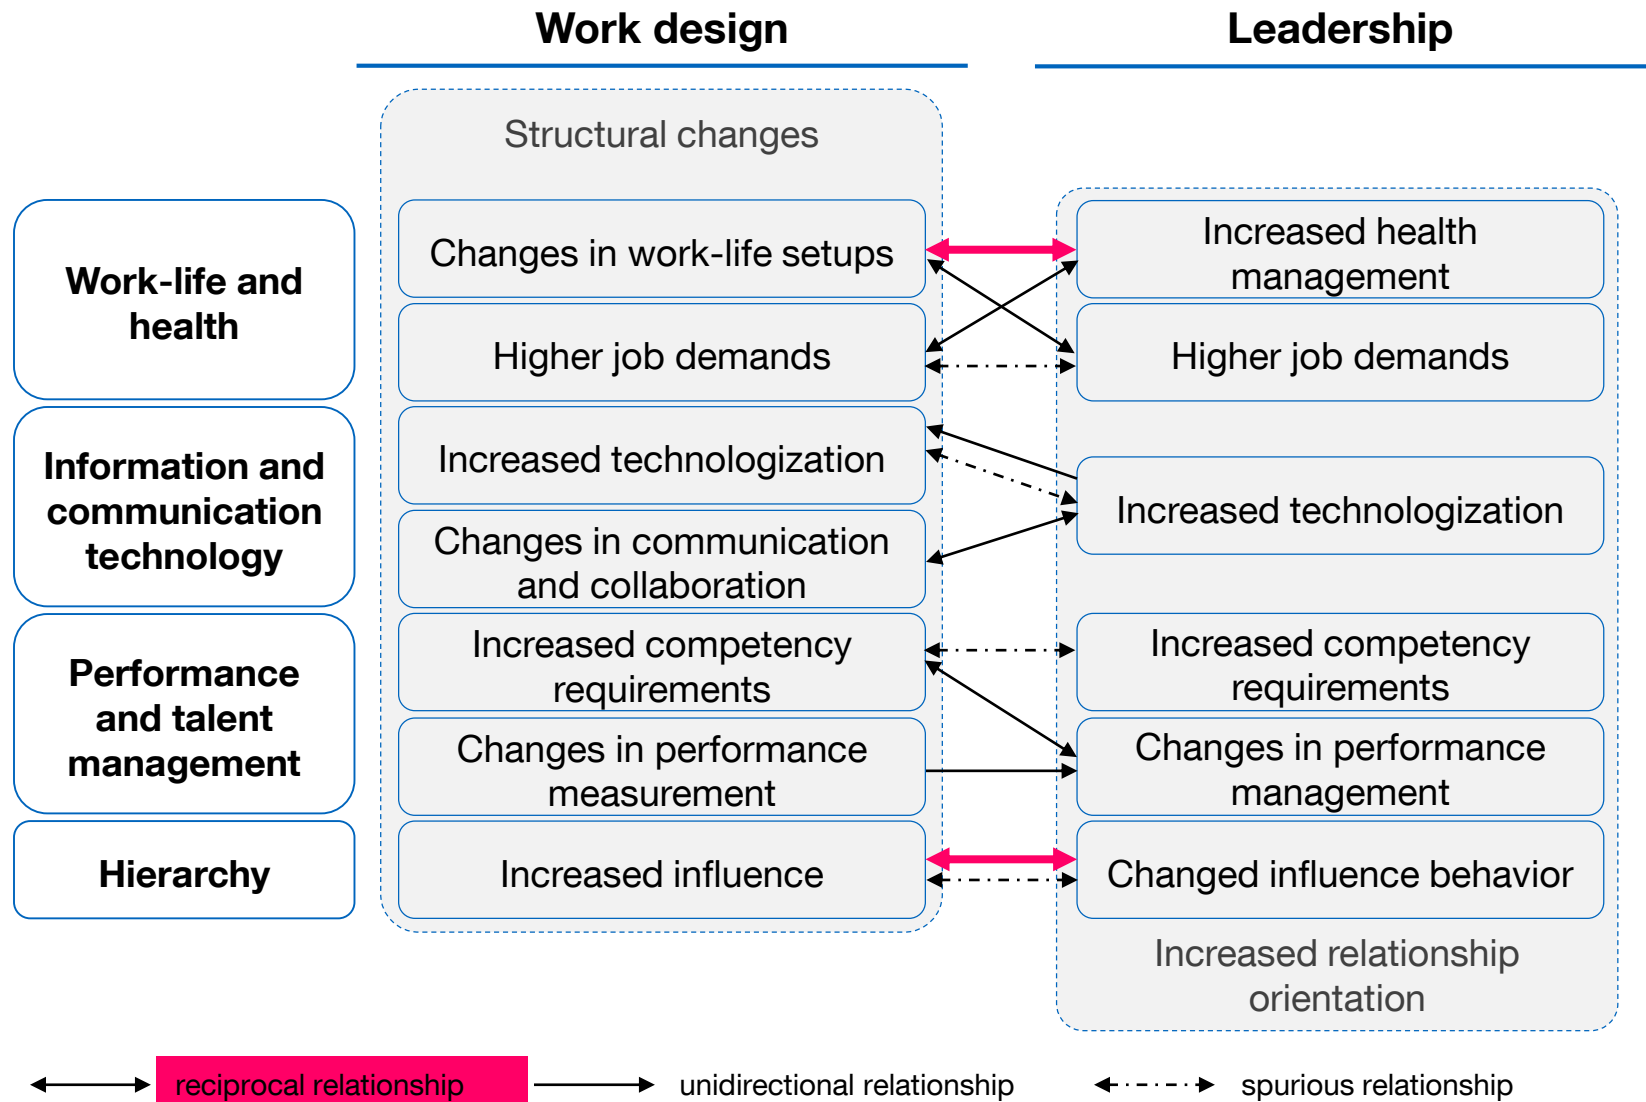 Work design
Leadership
Structural changes
Work-life and
health
Changes in work-life setups
Increased health
management
Higher job demands
Higher job demands
Information and
communication
technology
Increased technologization
Changes in communication
and collaboration
Increased technologization
Performance
and talent
management
Increased competency
requirements
Increased competency
requirements
Changes in performance
measurement
Changes in performance
management
Hierarchy
Increased influence
Changed influence behavior
Increased relationship
orientation
reciprocal relationship
unidirectional relationship
spurious relationship